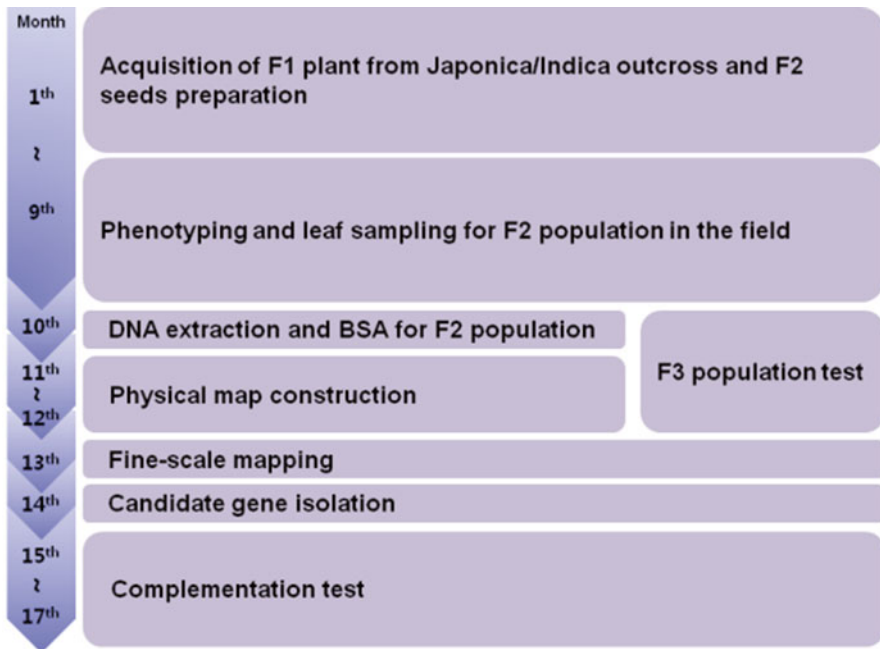 Month
1th
~
9th
10th
11th
~
12th
13th
14th
15th
~
17th
Acquisition of F1 plant from Japonica/Indica outcross and F2
seeds preparation
Phenotyping and leaf sampling for F2 population in the field
DNA extraction and BSA for F2 population
Physical map construction
F3 population test
Fine-scale mapping
Candidate gene isolation
Complementation test